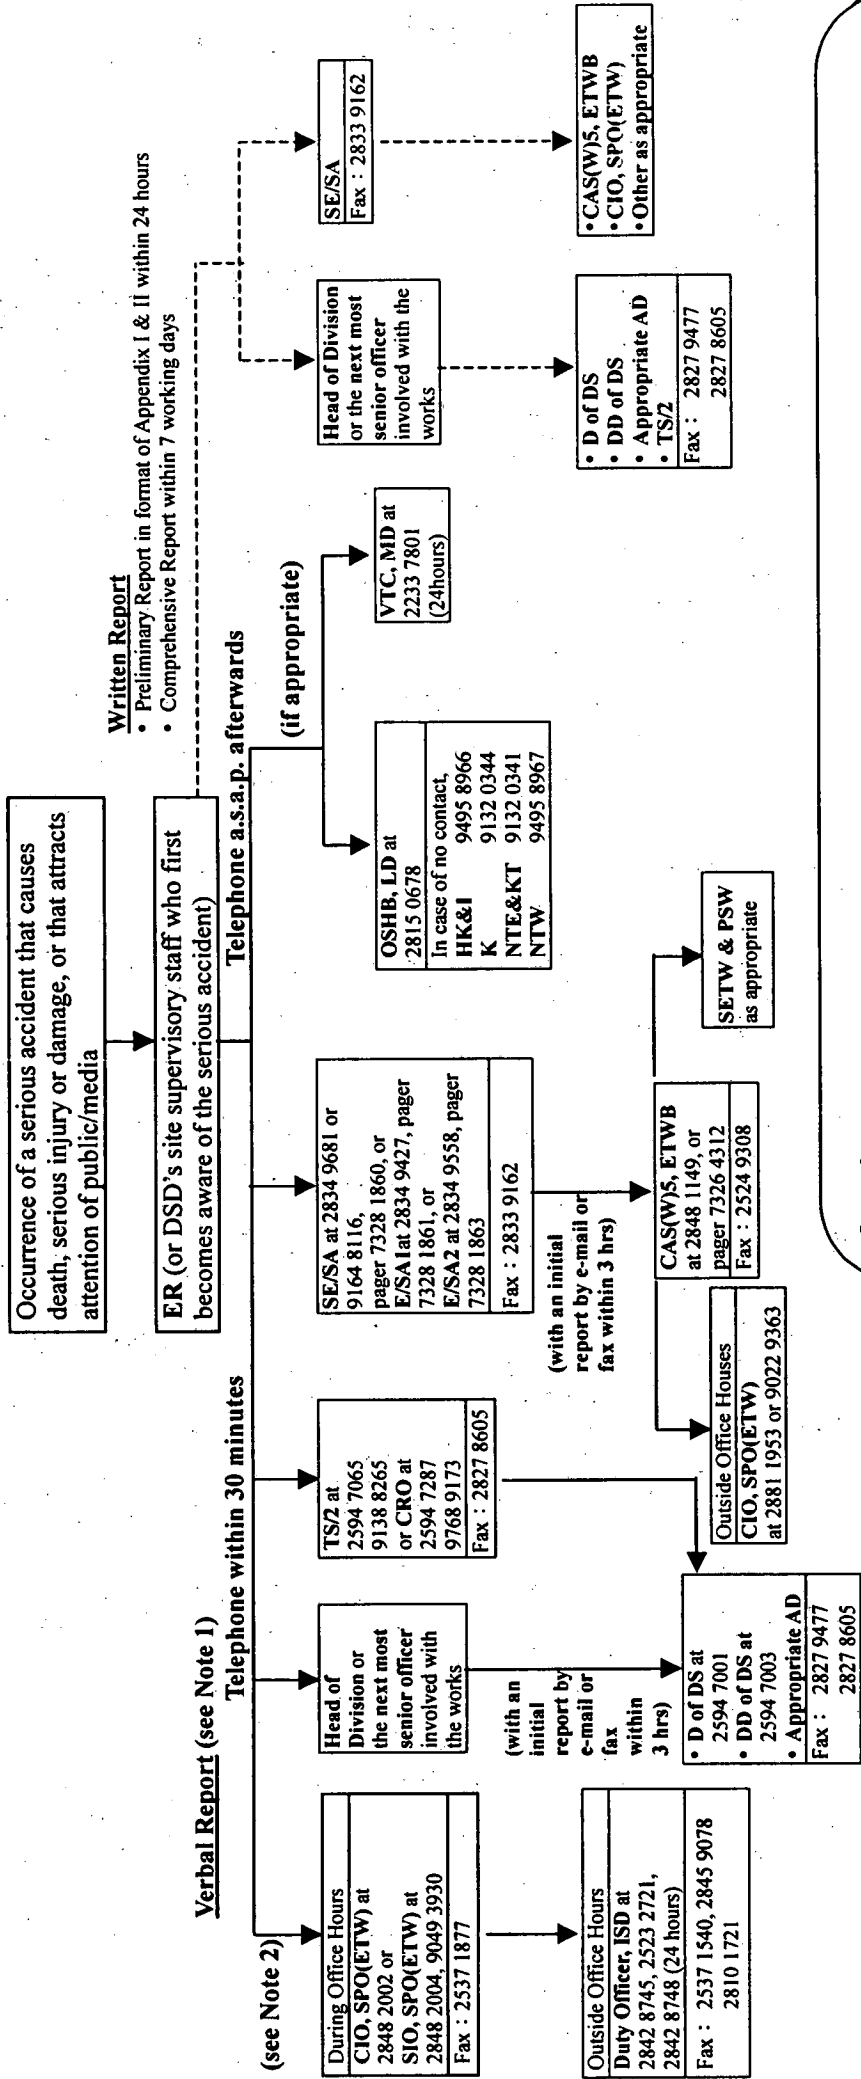 Occurrence of a serious accident that causes
death, serious injury or damage, or that attracts
attention of public/media
ER (or DSD's site supervisory staff who first
becomes aware of the serious accident)
Written Report
• Preliminary Report in format of Appendix I & II within 24 hours
• Comprehensive Report within 7 working days
Verbal Report (see Note 1)
Telephone within 30 minutes
Telephone a.s.a.p. afterwards
(see Note 2)
(if appropriate)
During Office Hours
CIO, SPO(ETW) at
2848 2002 or
SIO, SPO(ETW) at
2848 2004, 9049 3930
Fax : 2537 1877
Outside Office Hours
Duty Officer, ISD at
2842 8745, 2523 2721,
2842 8748 (24 hours)
Fax : 2537 1540, 2845 9078
2810 1721
Head of
Division or
the next most
senior officer
involved with
the works
(with an
initial
report by
e-mail or
fax
within
3 hrs)
• D of DS at
2594 7001
• DD of DS at
2594 7003
• Appropriate AD
Fax : 2827 9477
2827 8605
TS/2 at
2594 7065
9138 8265
or CRO at
2594 7287
9768 9173
Fax : 2827 8605
SE/SA at 2834 9681 or
9164 8116,
pager 7328 1860, or
E/SA1at 2834 9427, pager
7328 1861, or
E/SA2 at 2834 9558, pager
7328 1863
Fax : 2833 9162
(with an initial
report by e-mail or
fax within 3 hrs)
CAS(W)5, ETWB
at 2848 1149, or
pager 7326 4312
Fax : 2524 9308
Outside Office Houses
CIO, SPO(ETW)
at 2881 1953 or 9022 9363
SETW & PSW
as appropriate
OSHB, LD at
2815 0678
In case of no contact,
HK&I 9495 8966
K 9132 0344
NTE&KT 9132 0341
NTW 9495 8967
VTC, MD at
2233 7801
(24hours)
Head of Division
or the next most
senior officer
involved with the
works
• D of DS
• DD of DS
• Appropriate AD
• TS/2
Fax : 2827 9477
2827 8605
SE/SA
Fax : 2833 9162
• CAS(W)5, ETWB
• CIO, SPO(ETW)
• Other as appropriate